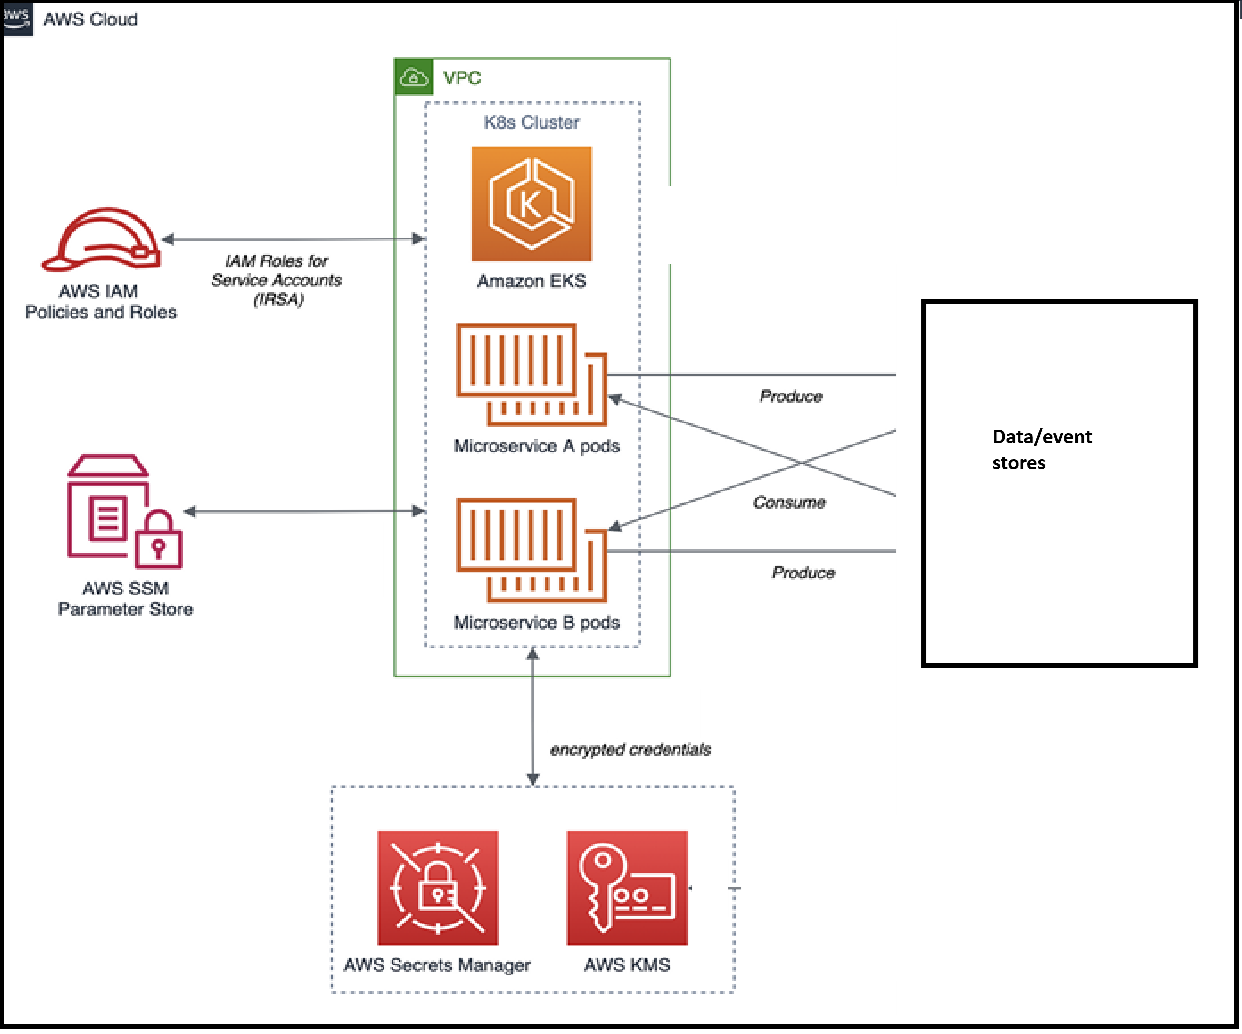 aws
AWS Cloud
VPC
K8s Cluster
K
Amazon EKS
IAM Roles for
Service Accounts
(IRSA)
AWS IAM
Policies and Roles
Produce
Microservice A pods
Data/event
stores
Consume
Produce
AWS SSM
Parameter Store
Microservice B pods
encrypted credentials
AWS Secrets Manager
AWS KMS